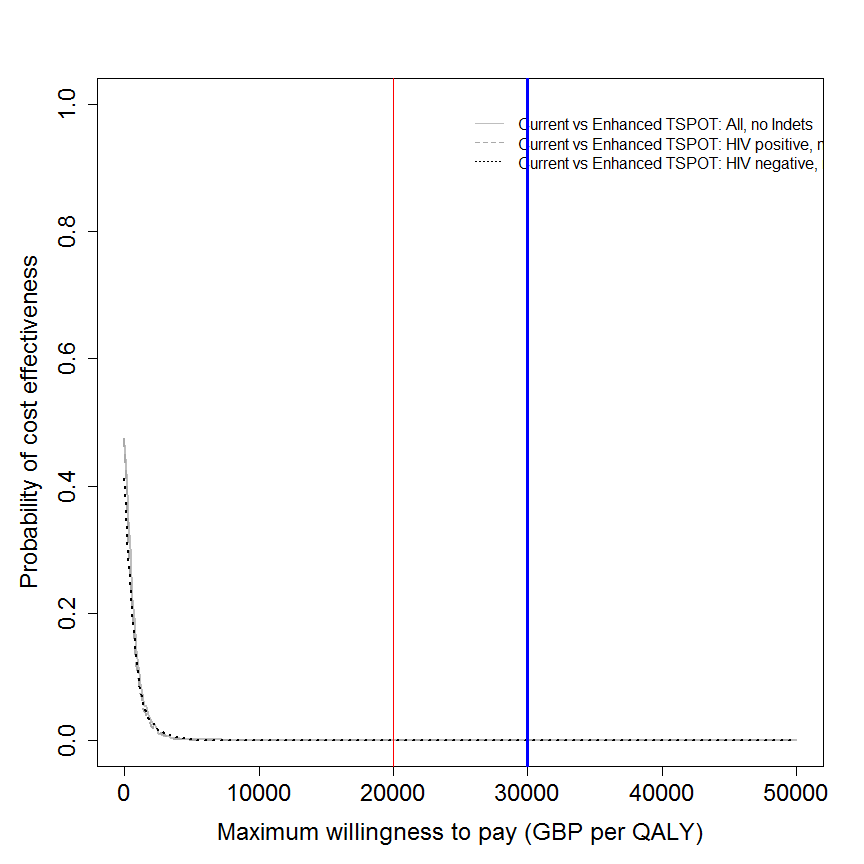 1.0
0.8
0.6
0.4
0.2
0.0
Probability of cost effectiveness
Current vs Enhanced TSPOT: All, no Indets
Current vs Enhanced TSPOT: HIV positive, n
Current vs Enhanced TSPOT: HIV negative,
0 10000 20000 30000 40000 50000
Maximum willingness to pay (GBP per QALY)